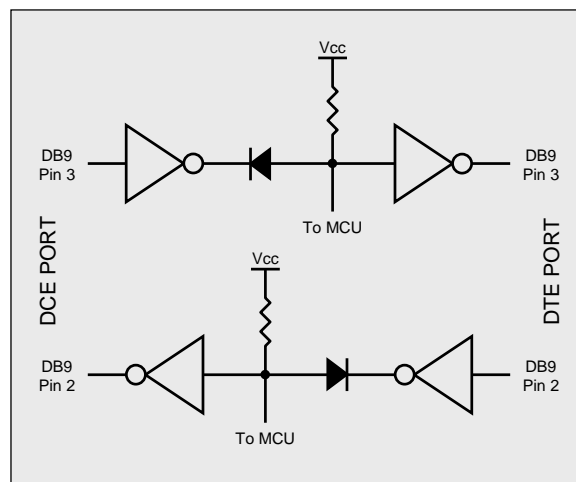 Vcc
DB9
Pin 3
DB9
Pin 3
To MCU
DCE PORT
DTE PORT
Vcc
DB9
Pin 2
DB9
Pin 2
To MCU